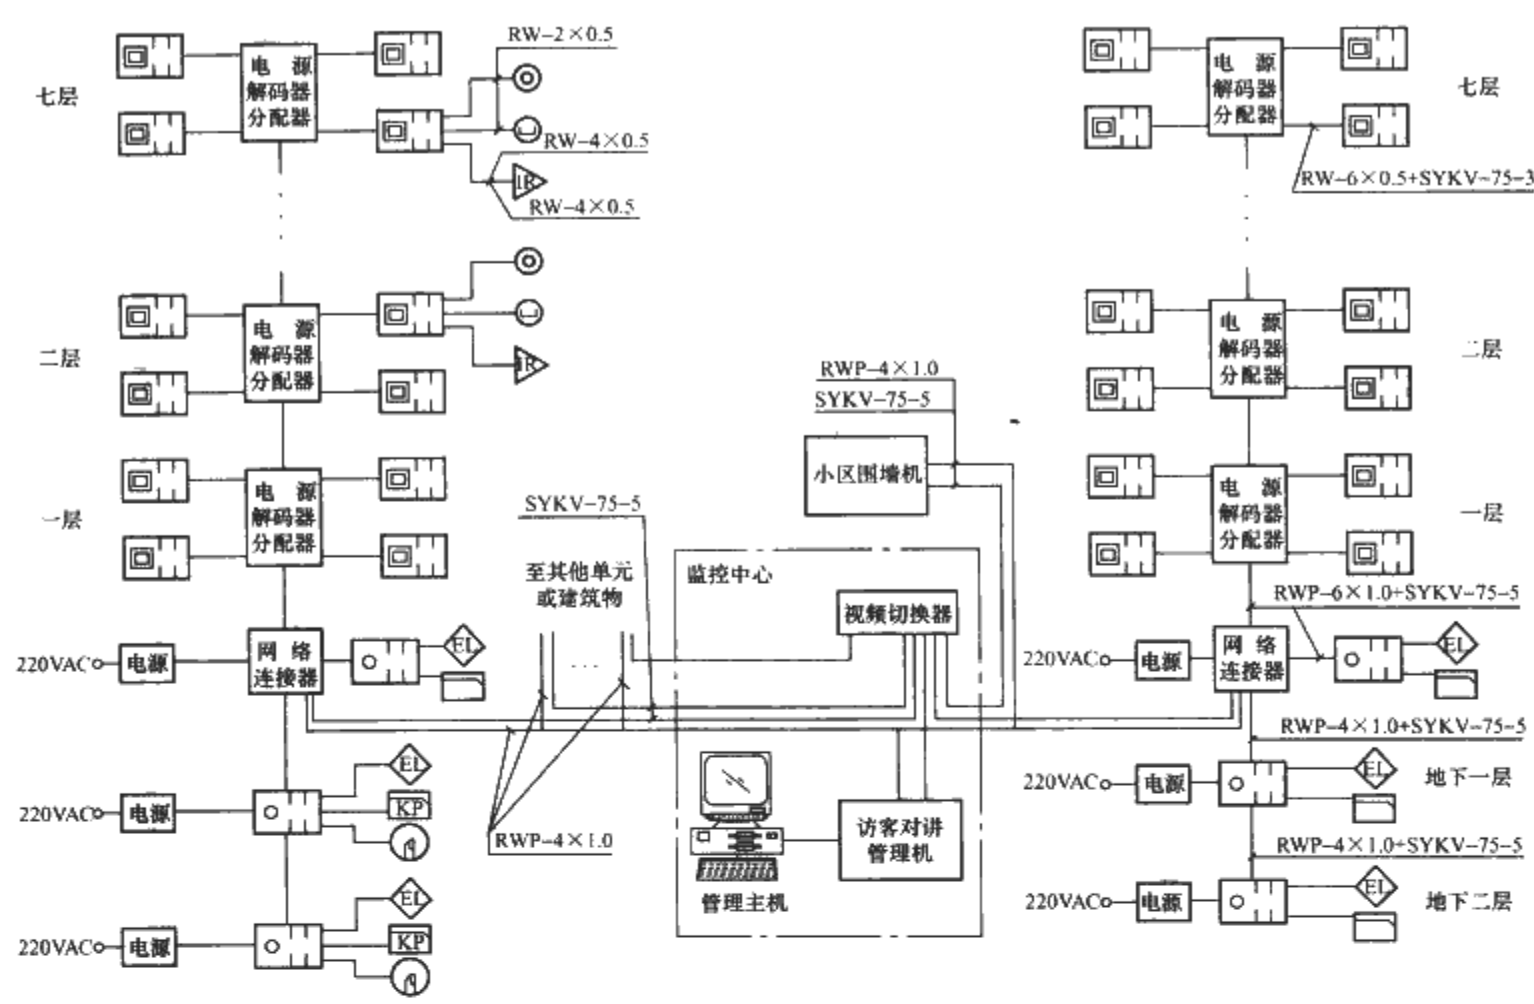 RW-2×0.5
电 源
解码器
分配器
七层
RW-4×0.5
IR
RW-4×0.5
电 源
解码器
分配器
七层
RW-6×0.5+SYKV-75-3
电 源
解码器
分配器
二层
IR
电 源
解码器
分配器
二层
RWP-4×1.0
SYKV-75-5
小区围墙机
电 源
解码器
分配器
一层
SYKV-75-5
至其他单元
或建筑物
...
电 源
解码器
分配器
一层
监控中心
视频切换器
RWP-6×1.0+SYKV-75-5
220VAC
电源
网 络
连接器
EL
220VAC
电源
网 络
连接器
EL
RWP-4×1.0+SYKV-75-5
220VAC
电源
EL
KP
RWP-4×1.0
访客对讲
管理机
管理主机
220VAC
电源
EL
地下一层
RWP-4×1.0+SYKV-75-5
220VAC
电源
EL
KP
220VAC
电源
EL
地下二层